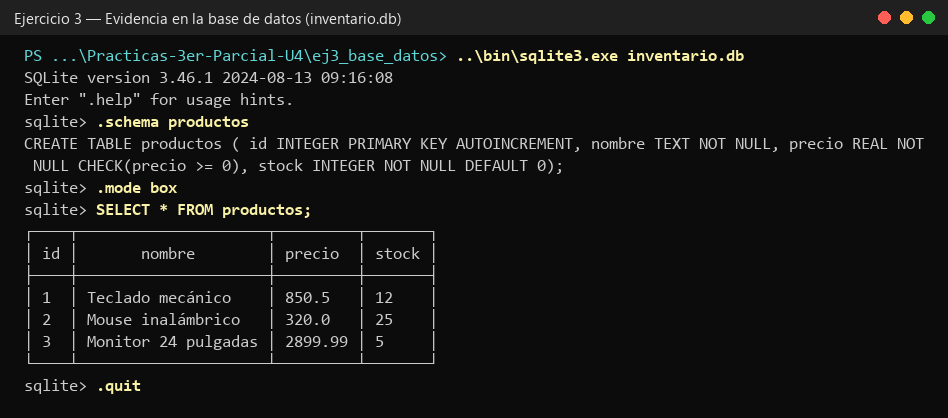 Ejercicio 3 — Evidencia en la base de datos (inventario.db)
PS ...\Practicas-3er-Parcial-U4\ej3_base_datos> ..\bin\sqlite3.exe inventario.db
SQLite version 3.46.1 2024-08-13 09:16:08
Enter ".help" for usage hints.
sqlite> .schema productos
CREATE TABLE productos ( id INTEGER PRIMARY KEY AUTOINCREMENT, nombre TEXT NOT NULL, precio REAL NOT
NULL CHECK(precio >= 0), stock INTEGER NOT NULL DEFAULT 0);
sqlite> .mode box
sqlite> SELECT * FROM productos;
id nombre precio stock
1 Teclado mecánico 850.5 12
2 Mouse inalámbrico 320.0 25
3 Monitor 24 pulgadas 2899.99 5
sqlite> .quit